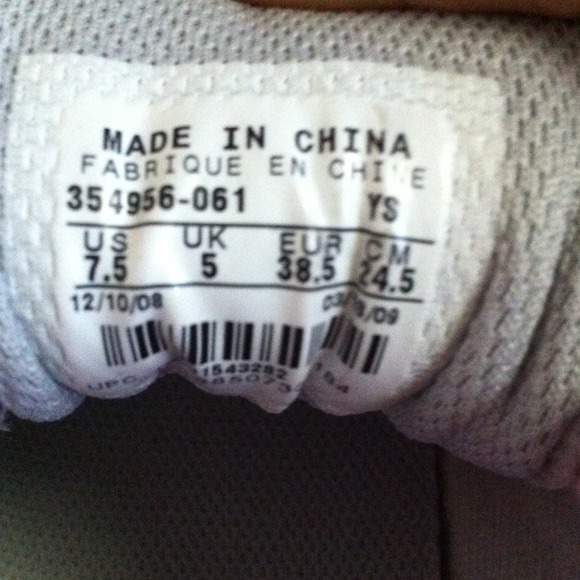 MADE IN CHINA
FABRIQUE EN CHINE
354956-061 YS
US UK EUR CM
7.5 5 38.5 24.5
12/10/08
UPC